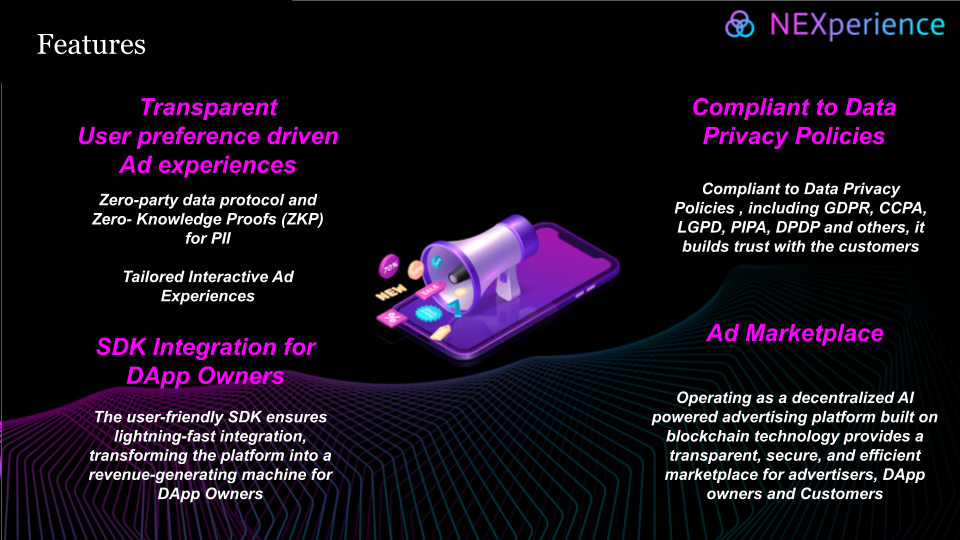 NEXperience
Features
Transparent
User preference driven
Ad experiences
Zero-party data protocol and
Zero- Knowledge Proofs (ZKP)
for PII
Tailored Interactive Ad
Experiences
SDK Integration for
DApp Owners
The user-friendly SDK ensures
lightning-fast integration,
transforming the platform into a
revenue-generating machine for
DApp Owners
70%
NEW
SALE
%
Compliant to Data
Privacy Policies
Compliant to Data Privacy
Policies , including GDPR, CCPA,
LGPD, PIPA, DPDP and others, it
builds trust with the customers
Ad Marketplace
Operating as a decentralized AI
powered advertising platform built on
blockchain technology provides a
transparent, secure, and efficient
marketplace for advertisers, DApp
owners and Customers